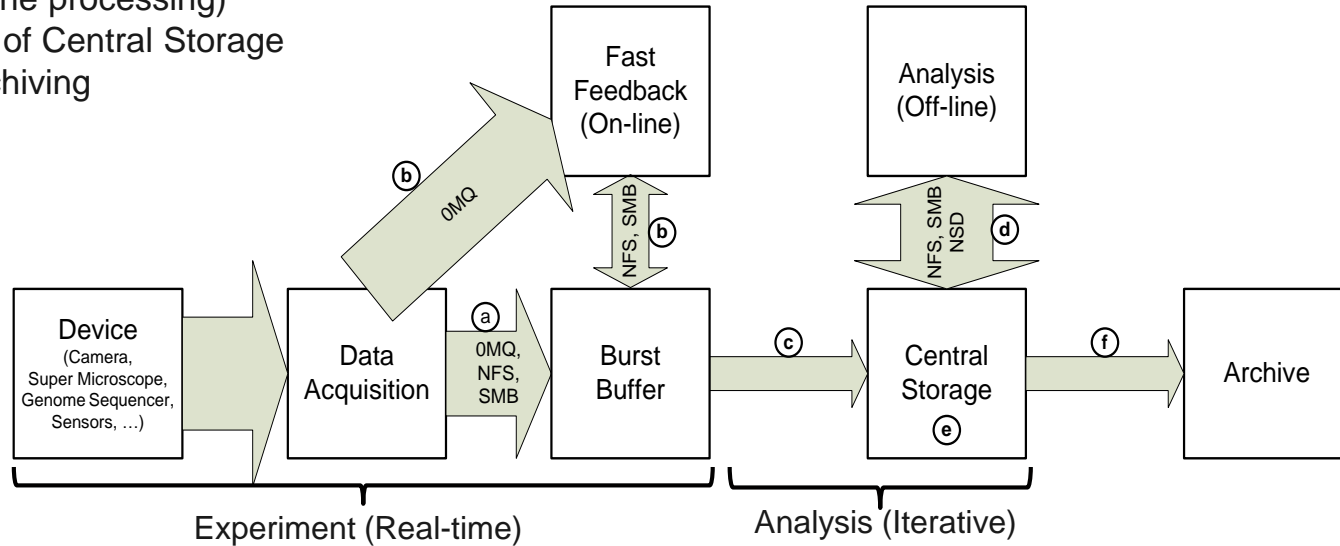 processing)
of Central Storage
Fast
Feedback
(On-line)
Analysis
(Off-line)
b
0MQ
NFS, SMB
b
NFS, SMB
NSD
d
Device
(Camera,
Super Microscope,
Genome Sequencer,
Sensors, …)
Data
Acquisition
a
0MQ,
NFS,
SMB
Burst
Buffer
c
Central
Storage
e
f
Archive
Experiment (Real-time)
Analysis (Iterative)